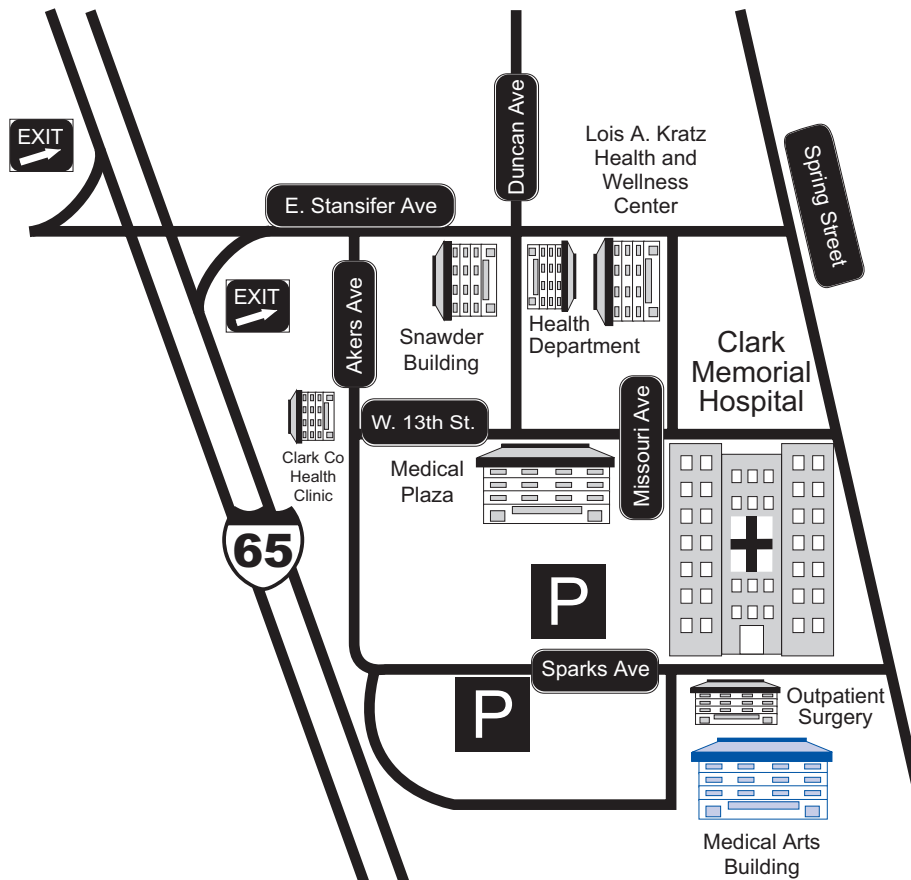 EXIT
Duncan Ave
Lois A. Kratz
Health and
Wellness
Center
Spring Street
E. Stansifer Ave
EXIT
Akers Ave
Snawder
Building
Health
Department
Clark
Memorial
Hospital
W. 13th St.
Missouri Ave
Clark Co
Health
Clinic
Medical
Plaza
65
P
Sparks Ave
P
Outpatient
Surgery
Medical Arts
Building